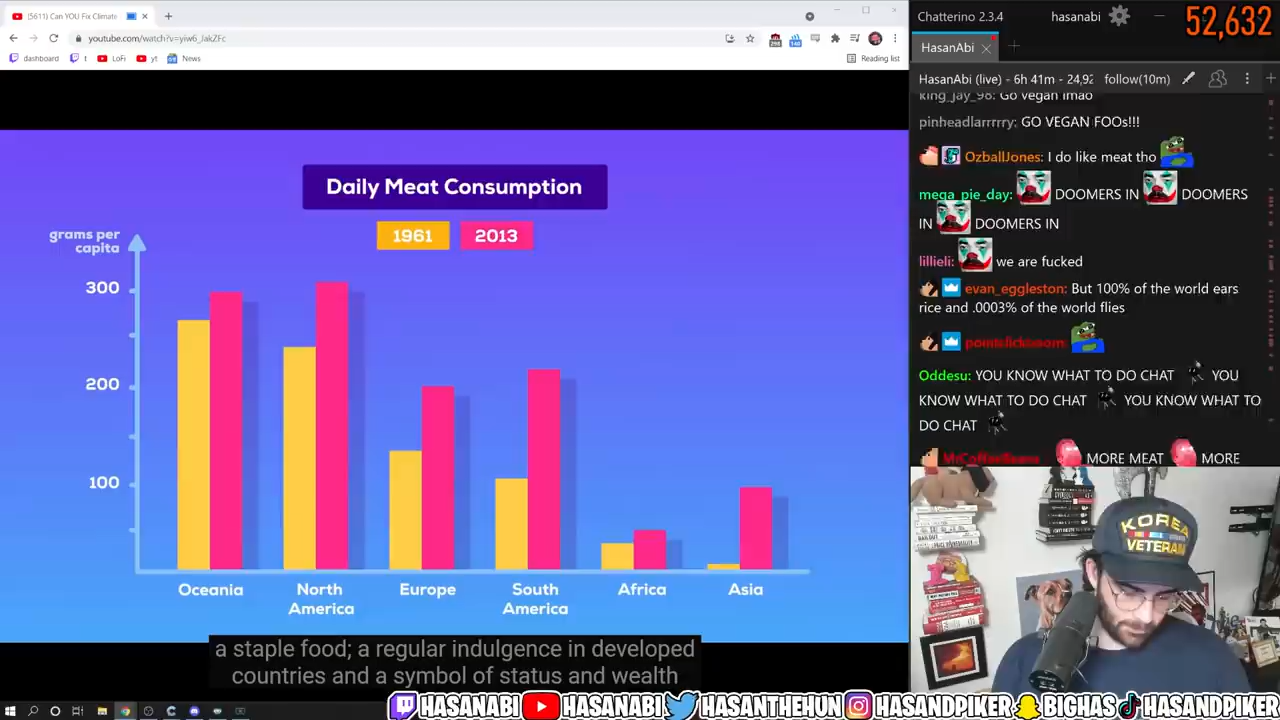 (5611) Can YOU Fix Climate
youtube.com/watch?v=yiw6_JakZFc
dashboard
t
LoFi
yt
News
Reading list
Daily Meat Consumption
1961
2013
grams per
capita
300
200
100
Oceania
North
America
Europe
South
America
Africa
Asia
a staple food; a regular indulgence in developed
countries and a symbol of status and wealth
Chatterino 2.3.4
hasanabi
52,632
HasanAbi
HasanAbi (live) - 6h 41m - 24,92
follow(10m)
king_jay_98: Go vegan lmao
pinheadlarrrrry: GO VEGAN FOOs!!!
OzballJones: I do like meat tho
mega_pie_day: DOOMERS IN DOOMERS
IN DOOMERS IN
lillieli: we are fucked
evan_eggleston: But 100% of the world ears
rice and .0003% of the world flies
Oddesu: YOU KNOW WHAT TO DO CHAT YOU
KNOW WHAT TO DO CHAT YOU KNOW WHAT TO
DO CHAT
MORE MEAT MORE
KOREA
VETERAN
HASANABI
HASANABI
HASANTHEHUN
HASANDPIKER
BIGHAS
HASANDPIKER